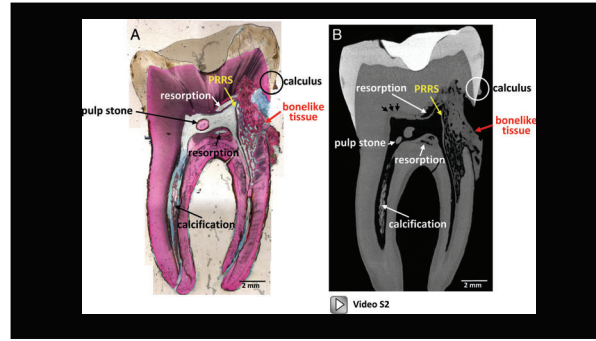 A
PRRS
resorption
calculus
pulp stone
bonelike
tissue
resorption
calcification
2 mm
B
PRRS
resorption
calculus
bonelike
tissue
pulp stone
resorption
calcification
2 mm
Video S2